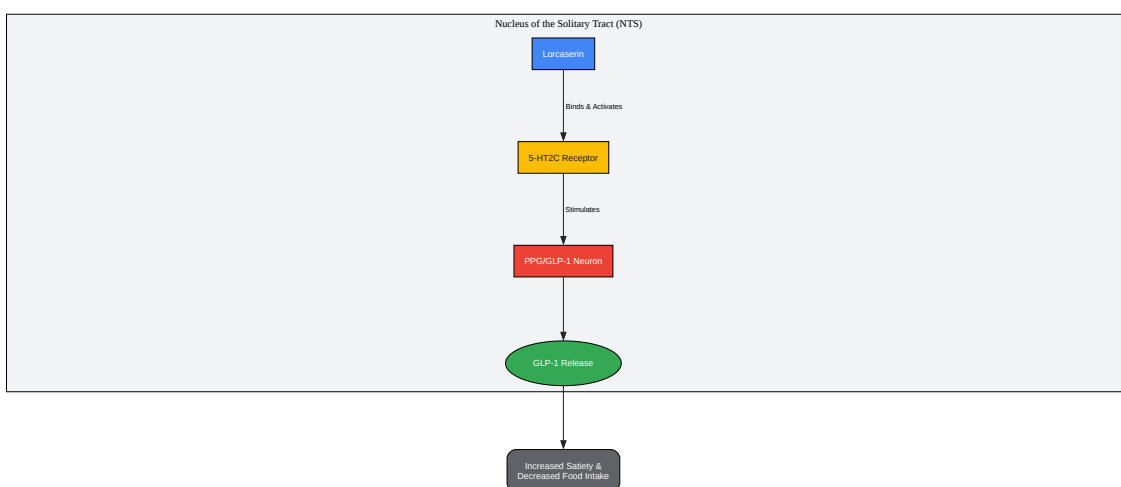 Nucleus of the Solitary Tract (NTS)
Lorcaserin
Binds & Activates
5-HT2C Receptor
Stimulates
PPG/GLP-1 Neuron
GLP-1 Release
Increased Satiety &
Decreased Food Intake